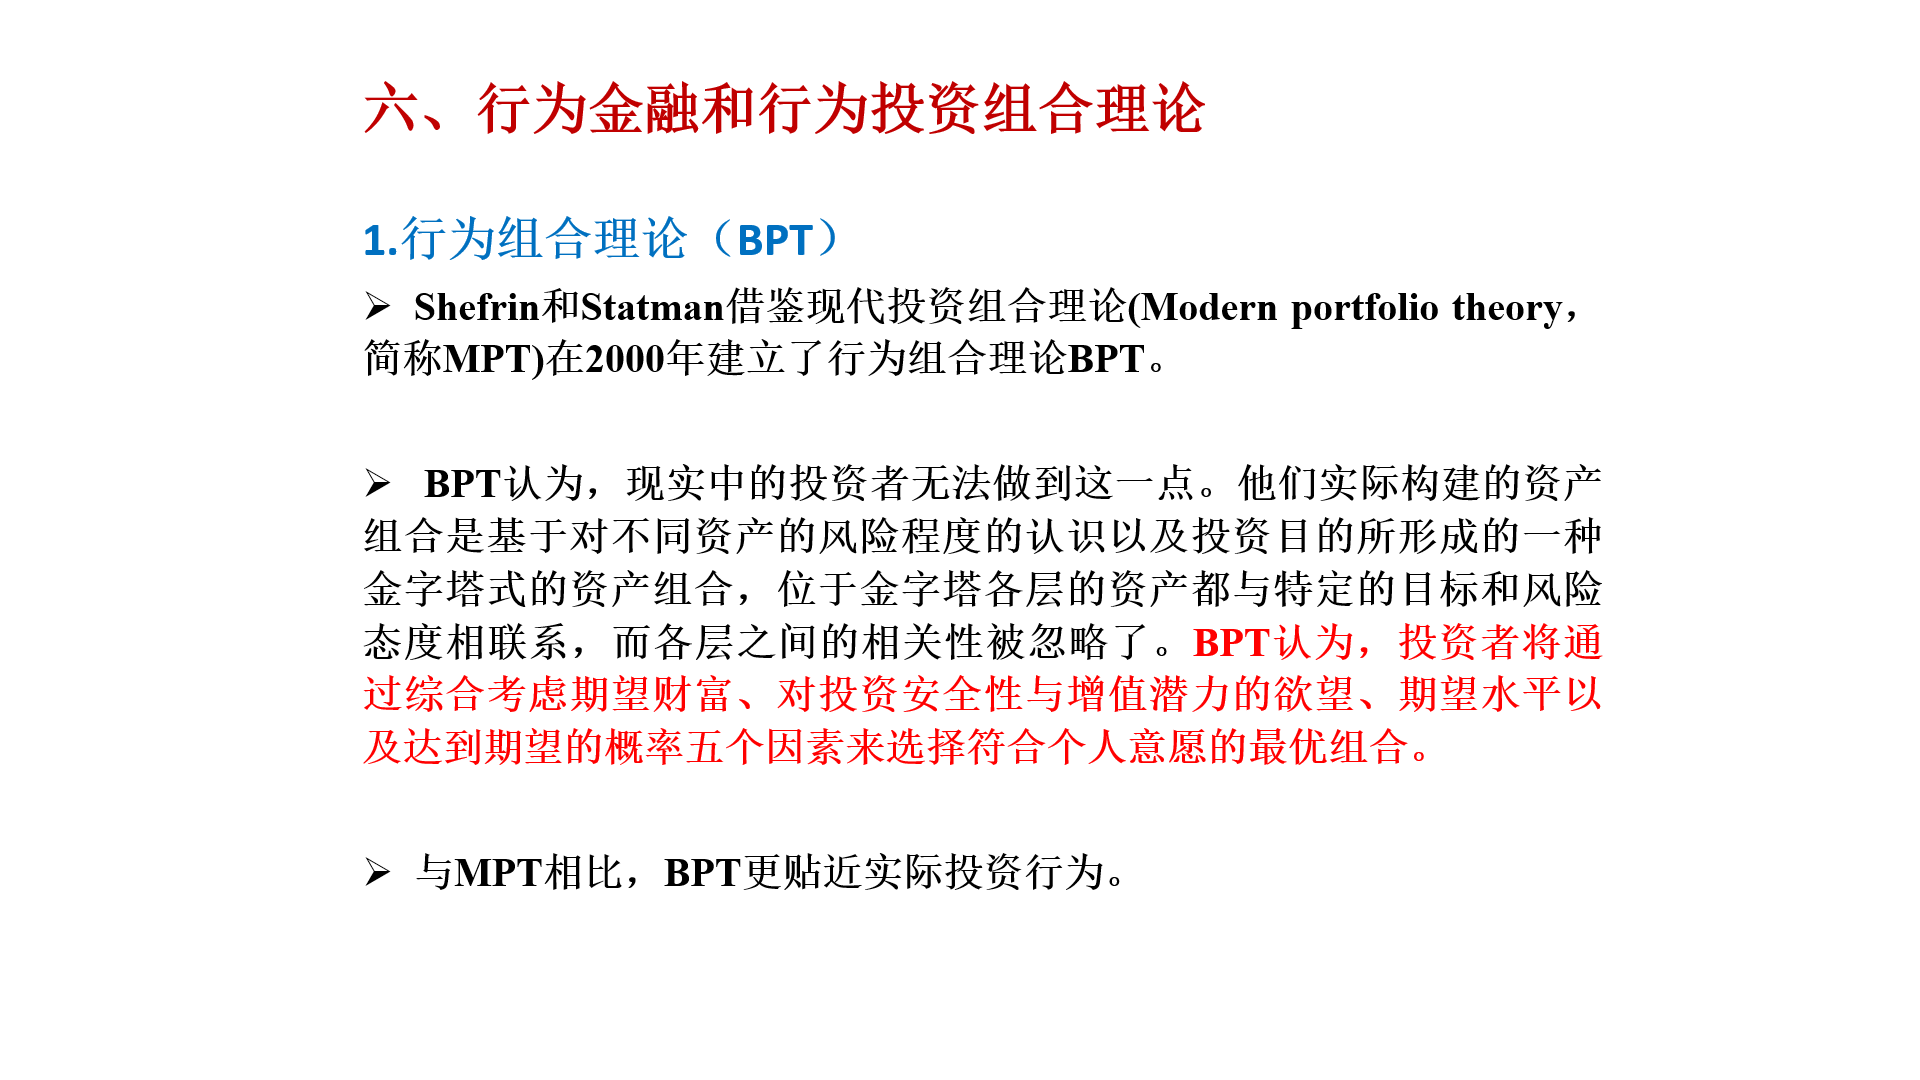 六、行为金融和行为投资组合理论
1.行为组合理论（BPT）
➢ Shefrin和Statman借鉴现代投资组合理论(Modern portfolio theory，
简称MPT)在2000年建立了行为组合理论BPT。
➢ BPT认为，现实中的投资者无法做到这一点。他们实际构建的资产
组合是基于对不同资产的风险程度的认识以及投资目的所形成的一种
金字塔式的资产组合，位于金字塔各层的资产都与特定的目标和风险
态度相联系，而各层之间的相关性被忽略了。BPT认为，投资者将通
过综合考虑期望财富、对投资安全性与增值潜力的欲望、期望水平以
及达到期望的概率五个因素来选择符合个人意愿的最优组合。
➢ 与MPT相比，BPT更贴近实际投资行为。